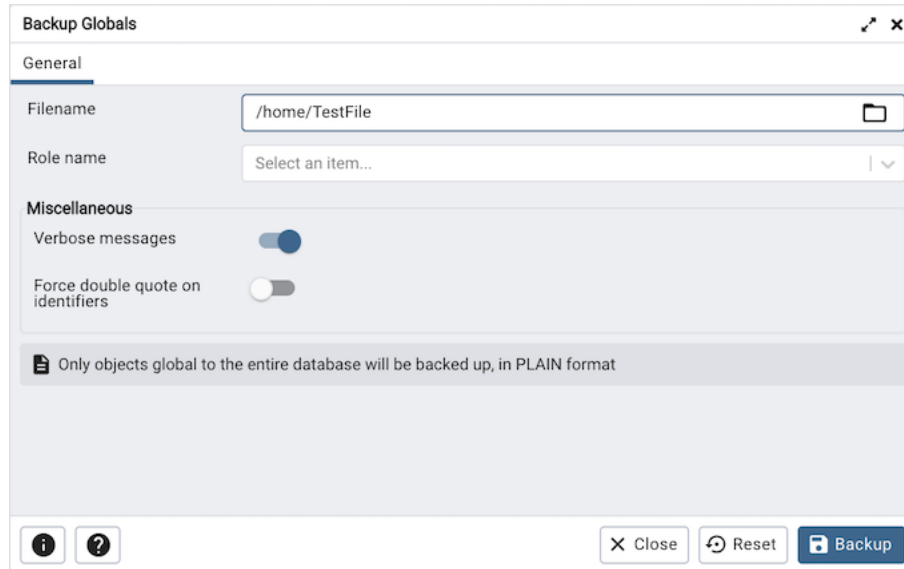 Backup Globals
General
Filename
/home/TestFile
Role name
Select an item...
Miscellaneous
Verbose messages
Force double quote on
identifiers
Only objects global to the entire database will be backed up, in PLAIN format
Close
Reset
Backup